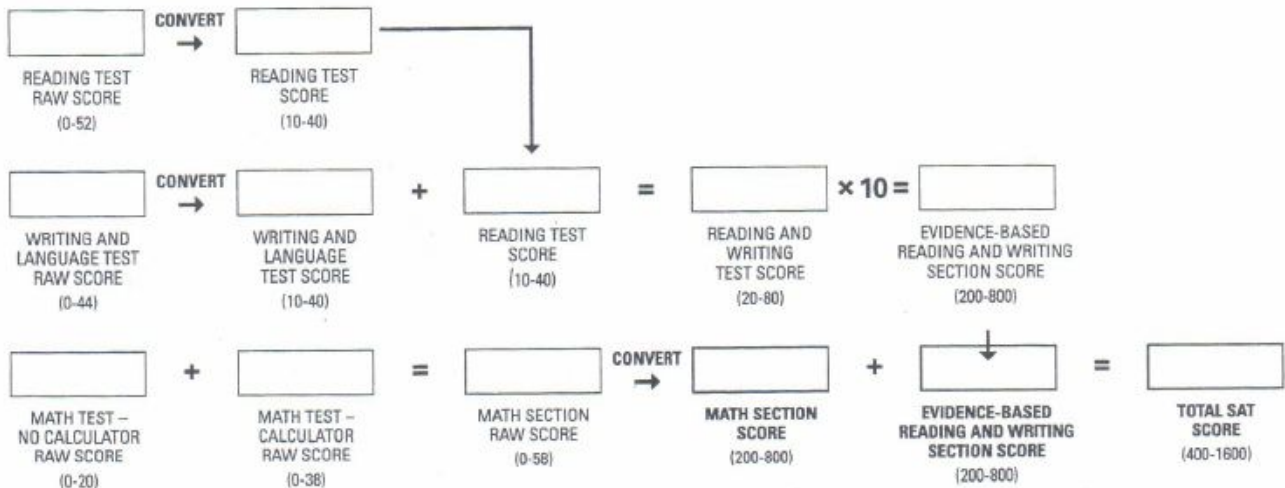 CONVERT
→
READING TEST
RAW SCORE
(0-52)
READING TEST
SCORE
(10-40)
CONVERT
→
+
=
× 10 =
WRITING AND
LANGUAGE TEST
RAW SCORE
(0-44)
WRITING AND
LANGUAGE
TEST SCORE
(10-40)
READING TEST
SCORE
(10-40)
READING AND
WRITING
TEST SCORE
(20-80)
EVIDENCE-BASED
READING AND WRITING
SECTION SCORE
(200-800)
+
=
CONVERT
→
+
=
MATH TEST –
NO CALCULATOR
RAW SCORE
(0-20)
MATH TEST –
CALCULATOR
RAW SCORE
(0-38)
MATH SECTION
RAW SCORE
(0-58)
MATH SECTION
SCORE
(200-800)
EVIDENCE-BASED
READING AND WRITING
SECTION SCORE
(200-800)
TOTAL SAT
SCORE
(400-1600)